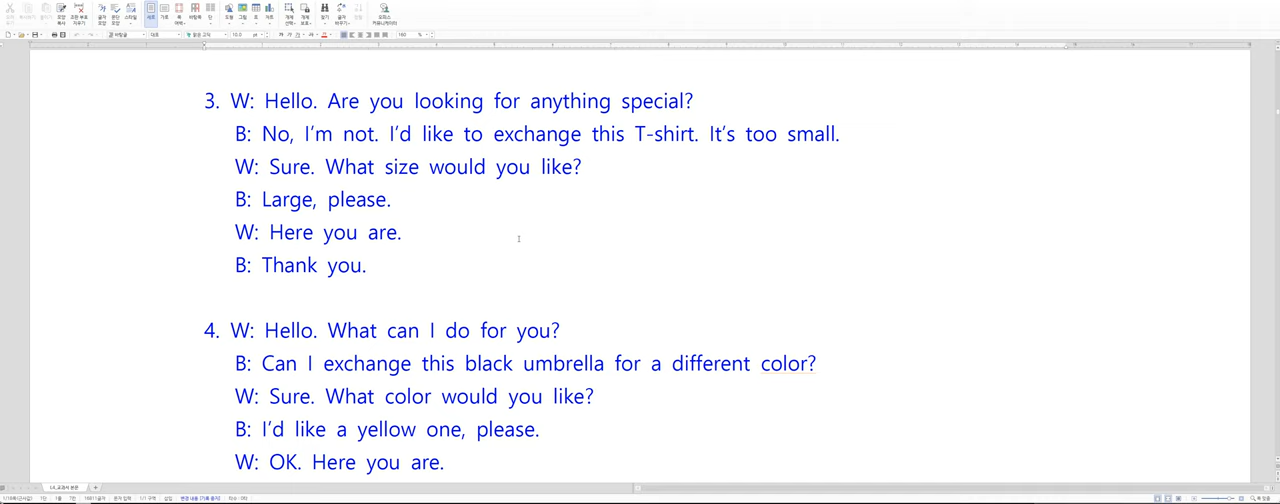 3. W: Hello. Are you looking for anything special?
B: No, I'm not. I'd like to exchange this T-shirt. It's too small.
W: Sure. What size would you like?
B: Large, please.
W: Here you are.
B: Thank you.
4. W: Hello. What can I do for you?
B: Can I exchange this black umbrella for a different color?
W: Sure. What color would you like?
B: I'd like a yellow one, please.
W: OK. Here you are.